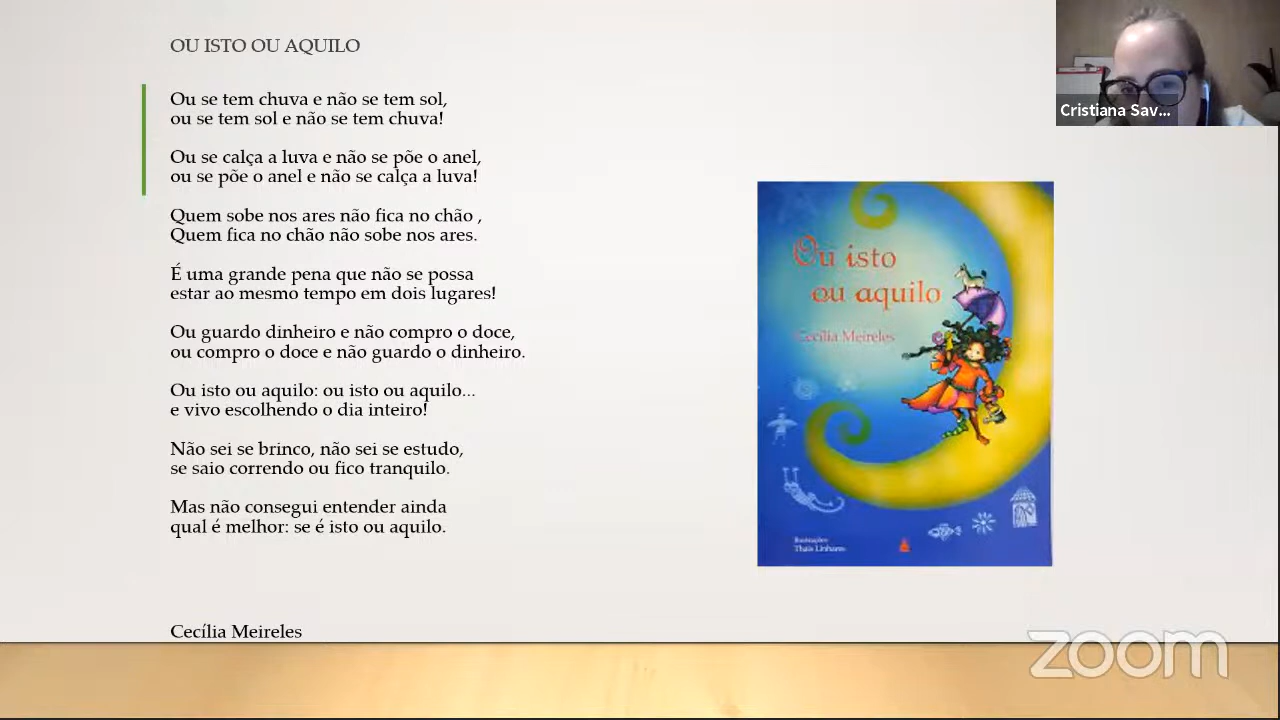 OU ISTO OU AQUILO
Ou se tem chuva e não se tem sol,
ou se tem sol e não se tem chuva!
Ou se calça a luva e não se põe o anel,
ou se põe o anel e não se calça a luva!
Quem sobe nos ares não fica no chão ,
Quem fica no chão não sobe nos ares.
É uma grande pena que não se possa
estar ao mesmo tempo em dois lugares!
Ou guardo dinheiro e não compro o doce,
ou compro o doce e não guardo o dinheiro.
Ou isto ou aquilo: ou isto ou aquilo...
e vivo escolhendo o dia inteiro!
Não sei se brinco, não sei se estudo,
se saio correndo ou fico tranquilo.
Mas não consegui entender ainda
qual é melhor: se é isto ou aquilo.
Cecília Meireles
Cristiana Sav...
Ou isto
ou aquilo
Cecília Meireles
Ilustrações
Thais Linhares
zoom